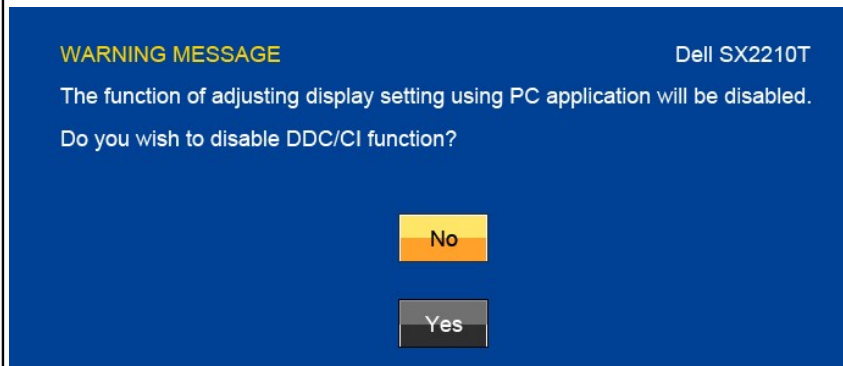 WARNING MESSAGE Dell SX2210T
The function of adjusting display setting using PC application will be disabled.
Do you wish to disable DDC/CI function?
No
Yes